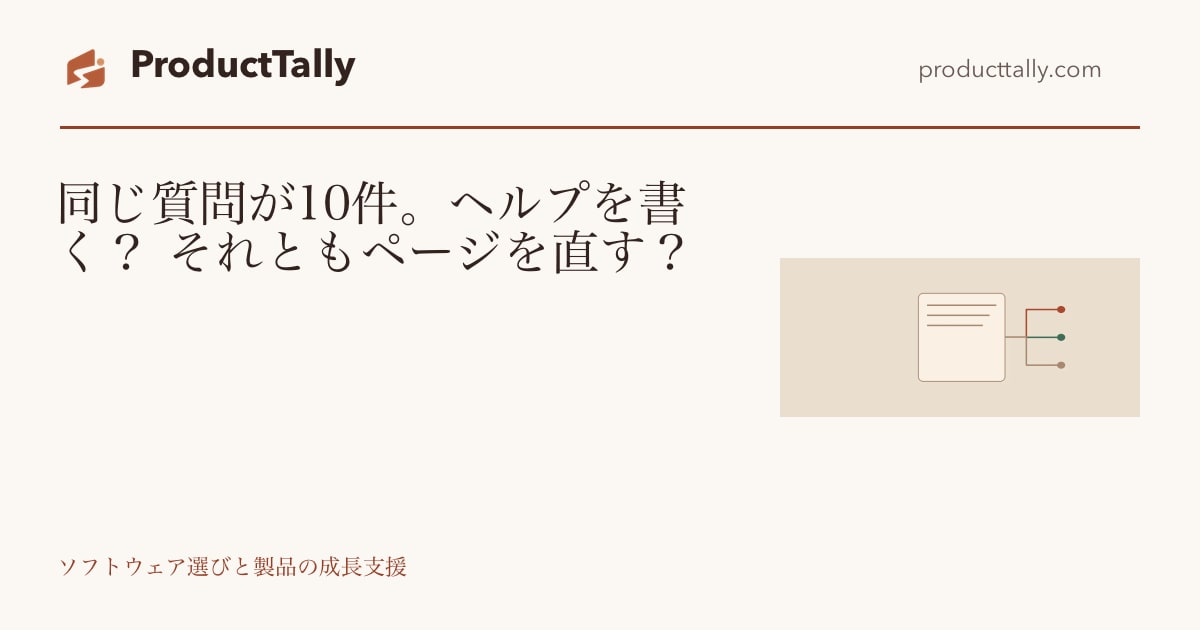 ProductTally
producttally.com
同じ質問が10件。ヘルプを書
く？ それともページを直す？
ソフトウェア選びと製品の成長支援